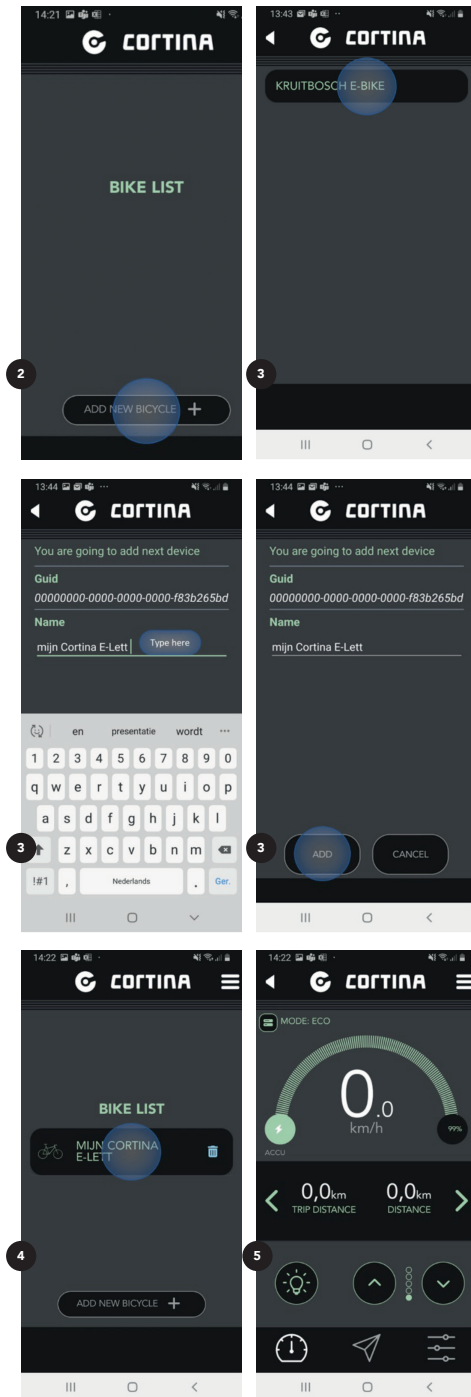 14:21
CORTINA
BIKE LIST
2
ADD NEW BICYCLE +
13:43
CORTINA
KRUITBOSCH E-BIKE
3
13:44
CORTINA
You are going to add next device
Guid
00000000-0000-0000-0000-f83b265bd
Name
mijn Cortina E-Lett
Type here
en presentatie wordt ...
1 2 3 4 5 6 7 8 9 0
q w e r t y u i o p
a s d f g h j k l
3
z x c v b n m
!#1 , Nederlands . Ger.
13:44
CORTINA
You are going to add next device
Guid
00000000-0000-0000-0000-f83b265bd
Name
mijn Cortina E-Lett
3
ADD CANCEL
14:22
CORTINA
BIKE LIST
MIJN CORTINA
E-LETT
4
ADD NEW BICYCLE +
14:22
CORTINA
MODE: ECO
0.0
km/h
99%
ACCU
0,0km 0,0km
TRIP DISTANCE DISTANCE
5